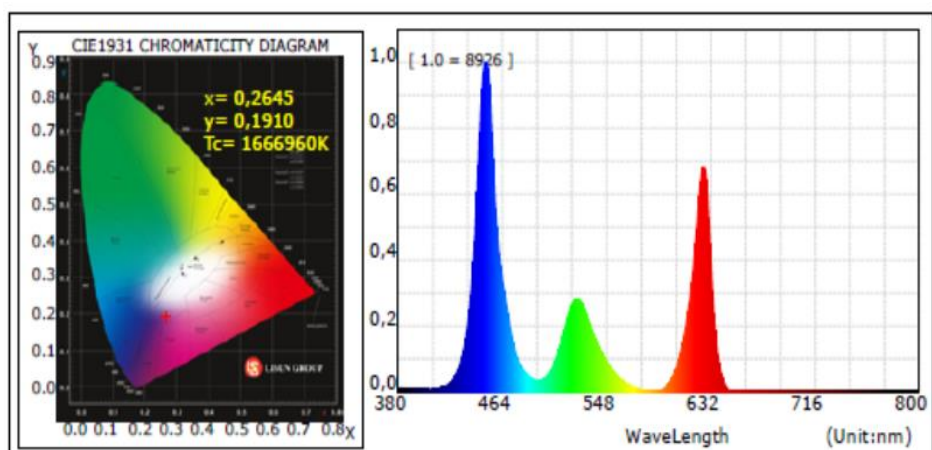 Y CIE1931 CHROMATICITY DIAGRAM
x= 0,2645
y= 0,1910
Tc= 1666960K
0.9
0.8
0.7
0.6
0.5
0.4
0.3
0.2
0.1
0.0
LISUN GROUP
0.0 0.1 0.2 0.3 0.4 0.5 0.6 0.7 0.8 X
[ 1.0 = 8926 ]
1,0
0,8
0,6
0,4
0,2
0,0
380 464 548 632 716 800
WaveLength (Unit:nm)